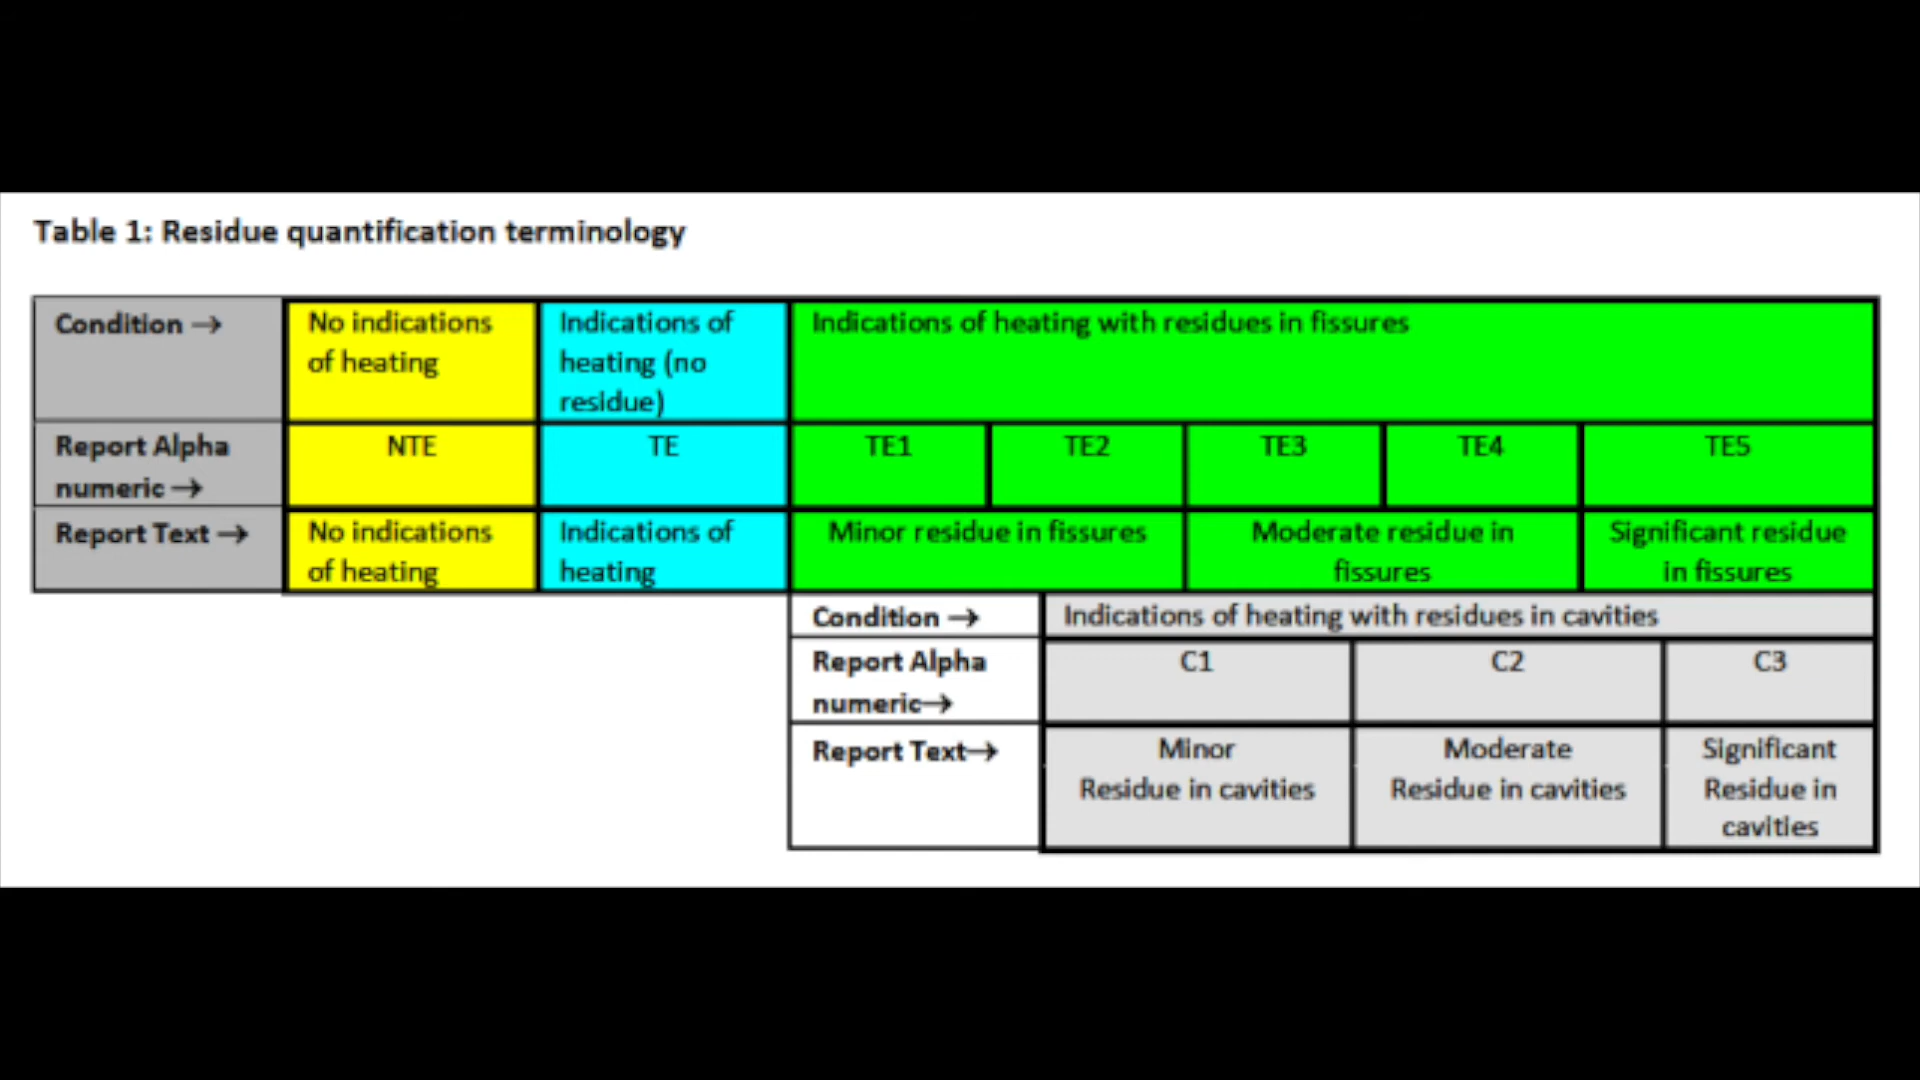 Table 1: Residue quantification terminology
Condition → No indications of heating Indications of heating (no residue) Indications of heating with residues in fissures
Report Alpha numeric → NTE TE TE1 TE2 TE3 TE4 TE5
Report Text → No indications of heating Indications of heating Minor residue in fissures Moderate residue in fissures Significant residue in fissures
Condition → Indications of heating with residues in cavities
Report Alpha numeric→ C1 C2 C3
Report Text→ Minor Residue in cavities Moderate Residue in cavities Significant Residue in cavities